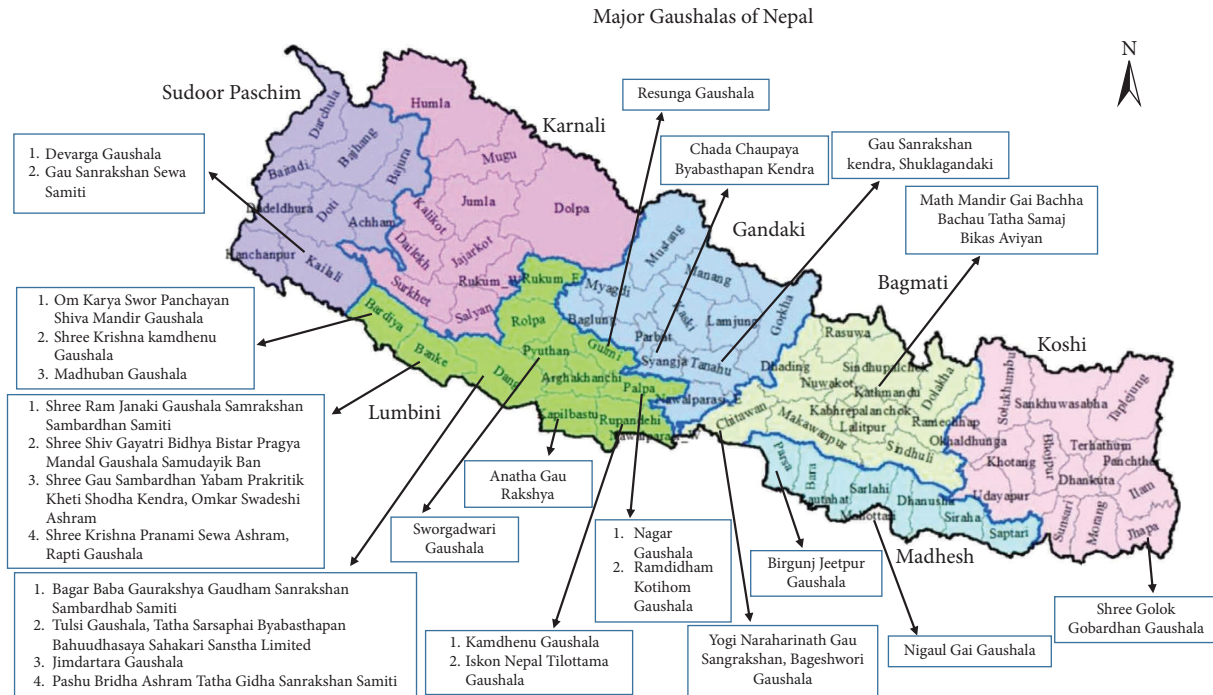 Major Gaushalas of Nepal
N
Sudoor Paschim
Karnali
Gandaki
Bagmati
Koshi
Lumbini
Madhesh
1. Devarga Gaushala
2. Gau Sanrakshan Sewa
Samiti
Resunga Gaushala
Chada Chaupaya
Byabasthapan Kendra
Gau Sanrakshan
kendra, Shuklagandaki
Math Mandir Gai Bachha
Bachau Tatha Samaj
Bikas Aviyan
1. Om Karya Swor Panchayan
Shiva Mandir Gaushala
2. Shree Krishna kamdhenu
Gaushala
3. Madhuban Gaushala
1. Shree Ram Janaki Gaushala Samrakshan
Sambardhan Samiti
2. Shree Shiv Gayatri Bidhya Bistar Pragya
Mandal Gaushala Samudayik Ban
3. Shree Gau Sambardhan Yabam Prakritik
Kheti Shodha Kendra, Omkar Swadeshi
Ashram
4. Shree Krishna Pranami Sewa Ashram,
Rapti Gaushala
1. Bagar Baba Gaurakshya Gaudham Sanrakshan
Sambardhab Samiti
2. Tulsi Gaushala, Tatha Sarsaphai Byabasthapan
Bahuudhasaya Sahakari Sanstha Limited
3. Jimdartara Gaushala
4. Pashu Bridha Ashram Tatha Gidha Sanrakshan Samiti
Sworgadwari
Gaushala
Anatha Gau
Rakshya
1. Kamdhenu Gaushala
2. Iskon Nepal Tilottama
Gaushala
1. Nagar
Gaushala
2. Ramdidham
Kotihom
Gaushala
Yogi Naraharinath Gau
Sangrakshan, Bageshwori
Gaushala
Birgunj Jeetpur
Gaushala
Nigaul Gai Gaushala
Shree Golok
Gobardhan Gaushala
Darchula
Bajhang
Baitadi
Bajura
Doti
Achham
Kanchanpur
Kailali
Humla
Mugu
Jumla
Dolpa
Kalikot
Dailekh
Jajarkot
Surkhet
Rukum_W
Salyan
Rukum_E
Bardiya
Banke
Dang
Rolpa
Pyuthan
Gulmi
Arghakhanchi
Palpa
Kapilbastu
Rupandehi
Nawalparasi_W
Mustang
Manang
Myagdi
Baglung
Parbat
Kaski
Lamjung
Gorkha
Syangja
Tanahu
Nawalparasi_E
Rasuwa
Dhading
Nuwakot
Sindhupalchok
Dolakha
Kathmandu
Kabhrepalanchok
Lalitpur
Ramechhap
Chitawan
Makawanpur
Sindhuli
Parsa
Bara
Sarlahi
Dhanusha
Siraha
Saptari
Solukhumbu
Sankhuwasabha
Taplejung
Okhaldhunga
Khotang
Bhojpur
Terhathum
Dhankuta
Ilam
Udayapur
Sunsari
Morang
Jhapa